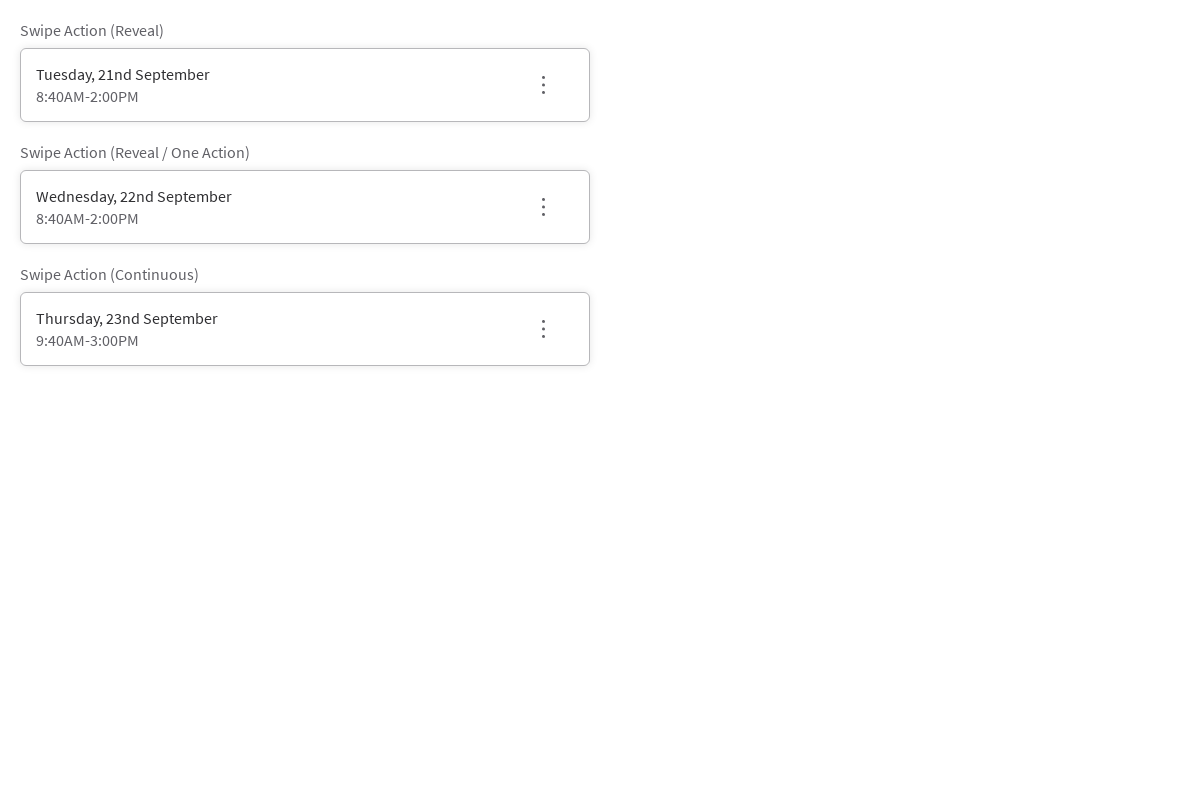 Swipe Action (Reveal)
Tuesday, 21nd September
8:40AM-2:00PM
Swipe Action (Reveal / One Action)
Wednesday, 22nd September
8:40AM-2:00PM
Swipe Action (Continuous)
Thursday, 23nd September
9:40AM-3:00PM